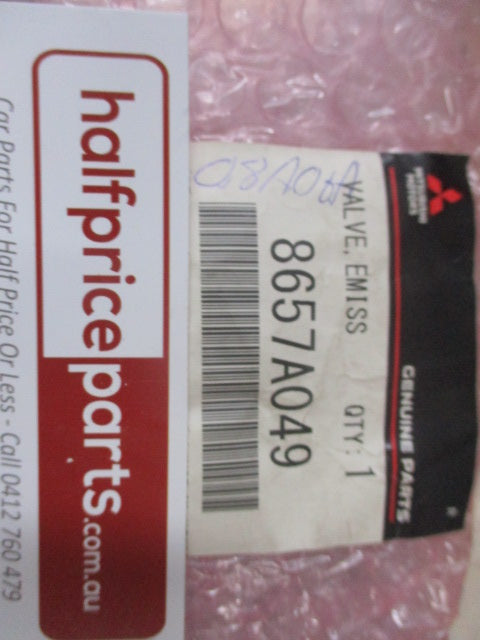 MITSUBISHI
GENUINE PARTS
VALVE, EMISS QTY: 1
8657A049
halfpriceparts.com.au
Car Parts For Half Price Or Less - Call 0412 760 479